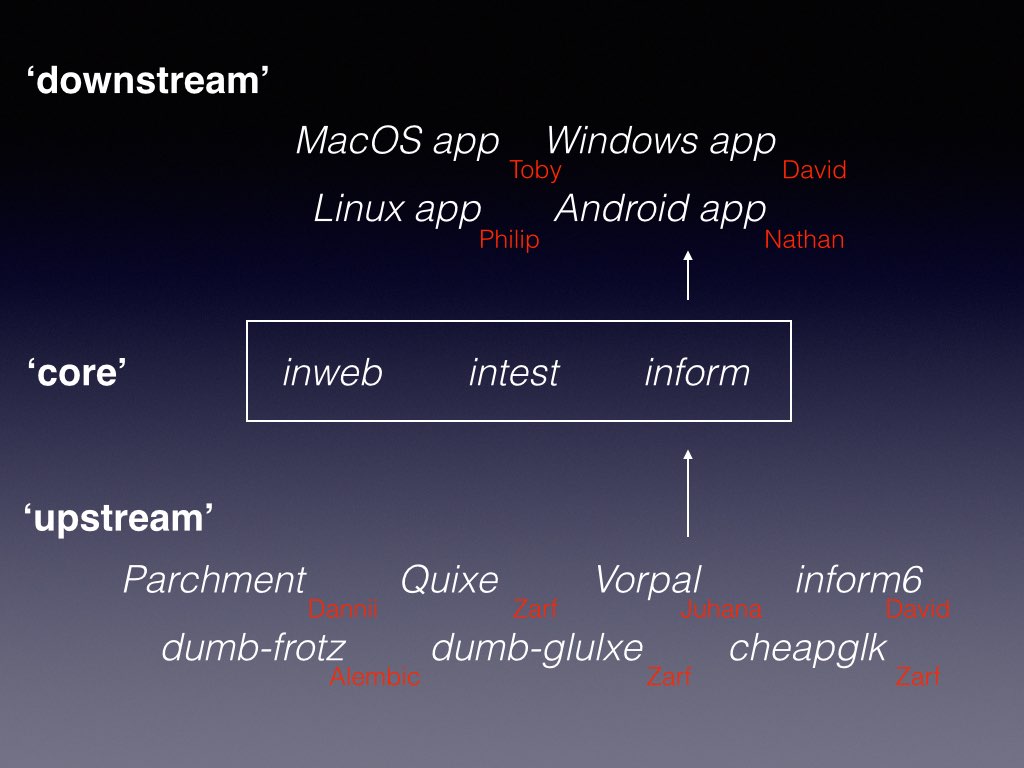 ‘downstream’
MacOS app Windows app
Toby David
Linux app Android app
Philip Nathan
‘core’ inweb intest inform
‘upstream’
Parchment Quixe Vorpal inform6
Dannii Zarf Juhana David
dumb-frotz dumb-glulxe cheapglk
Alembic Zarf Zarf